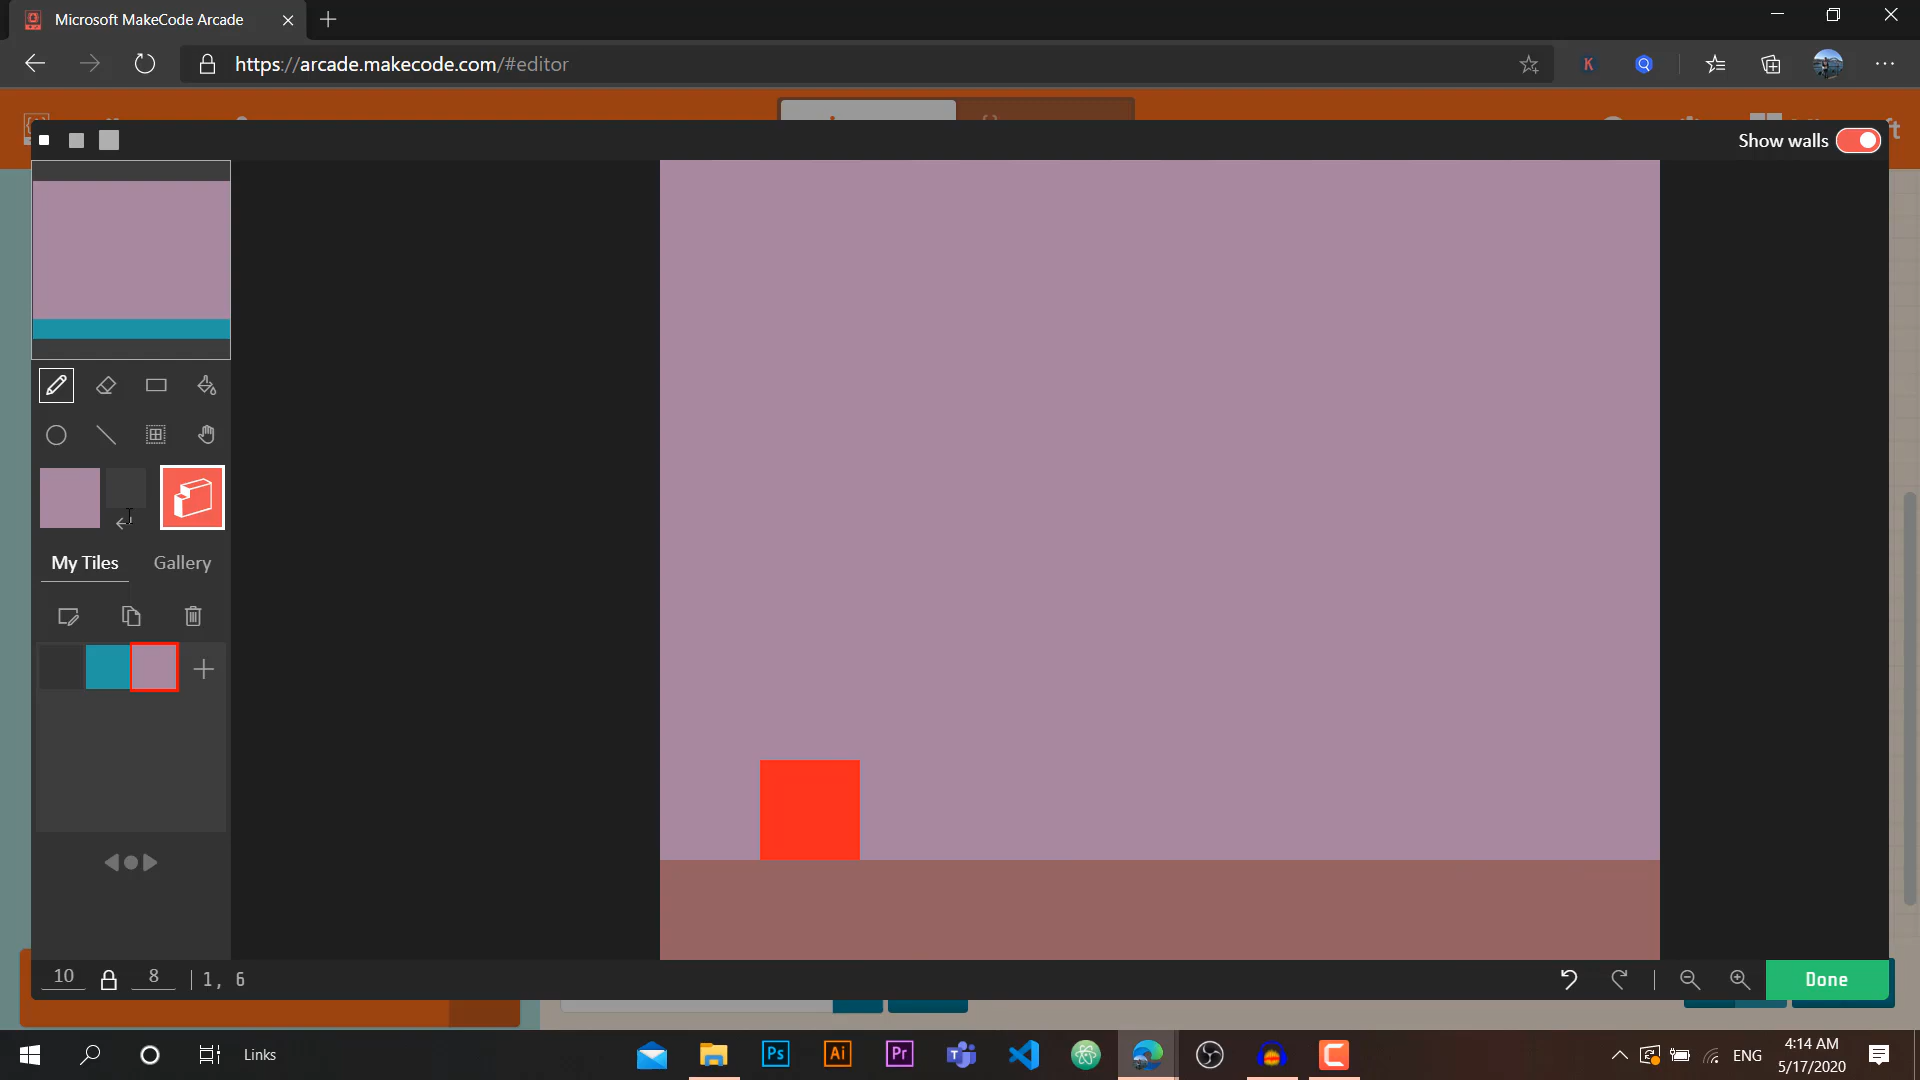 Microsoft MakeCode Arcade
https://arcade.makecode.com/#editor
Show walls
My Tiles
Gallery
10
8
1, 6
Done
Links
Ps
Ai
Pr
ENG
4:14 AM
5/17/2020